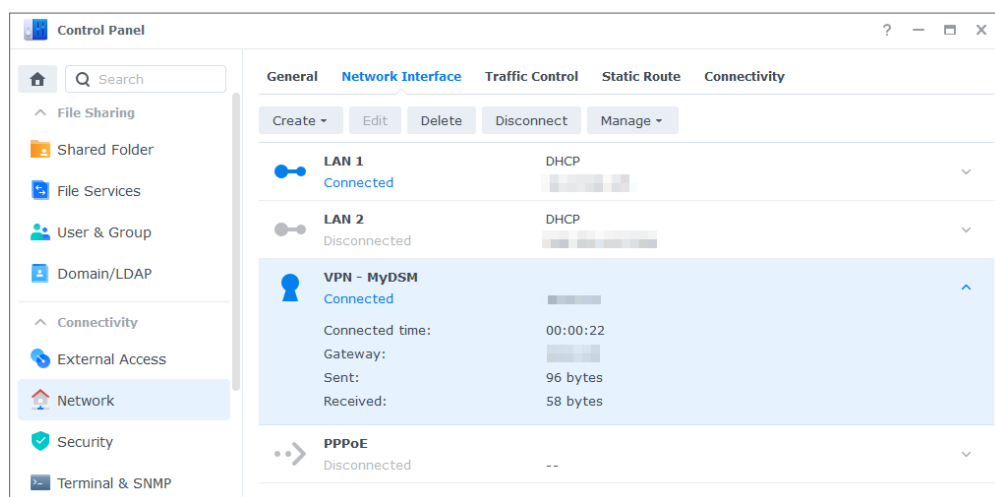 Control Panel
?
Search
General Network Interface Traffic Control Static Route Connectivity
File Sharing
Create Edit Delete Disconnect Manage
Shared Folder
LAN 1 DHCP
Connected
File Services
LAN 2 DHCP
User & Group
Disconnected
Domain/LDAP
VPN - MyDSM
Connected
Connectivity
Connected time: 00:00:22
External Access
Gateway:
Sent: 96 bytes
Network
Received: 58 bytes
Security
PPPoE
Disconnected --
Terminal & SNMP